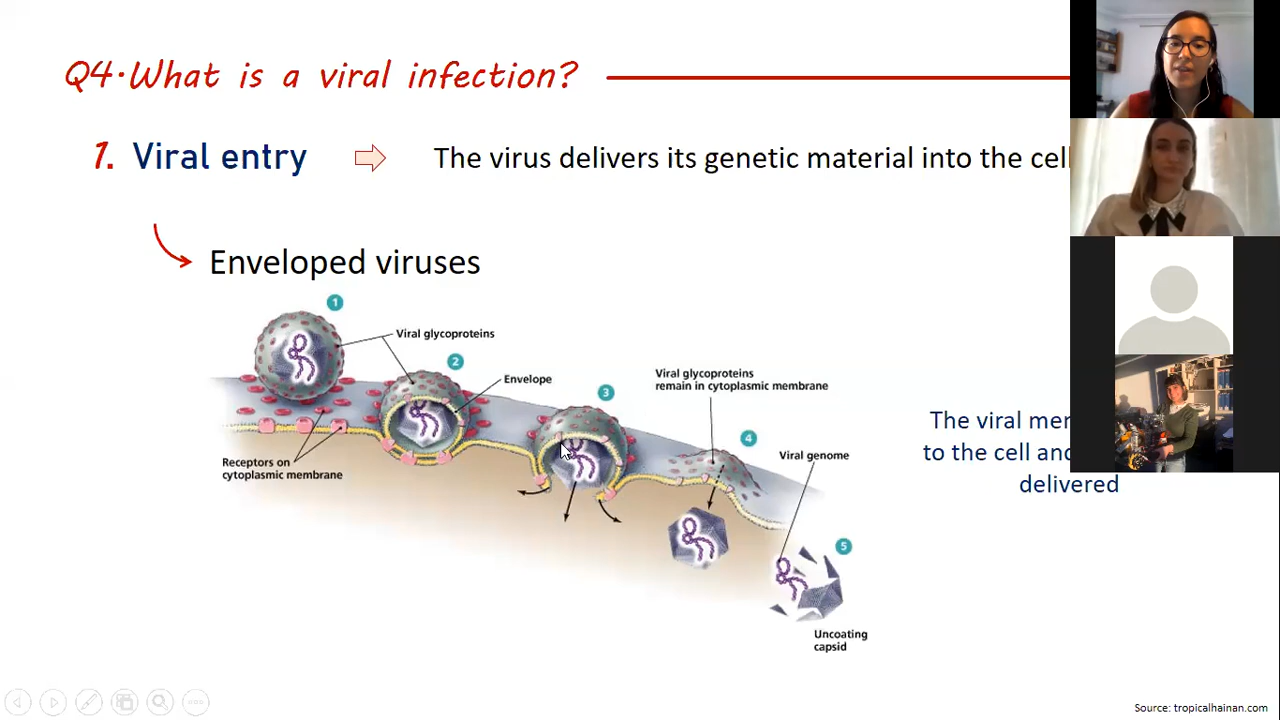 Q4·What is a viral infection?
1. Viral entry
The virus delivers its genetic material into the cell
Enveloped viruses
1
Viral glycoproteins
2
Envelope
3
Viral glycoproteins
remain in cytoplasmic membrane
4
Viral genome
Receptors on
cytoplasmic membrane
The viral
to the cell and
delivered
5
Uncoating
capsid
Source: tropicalhainan.com